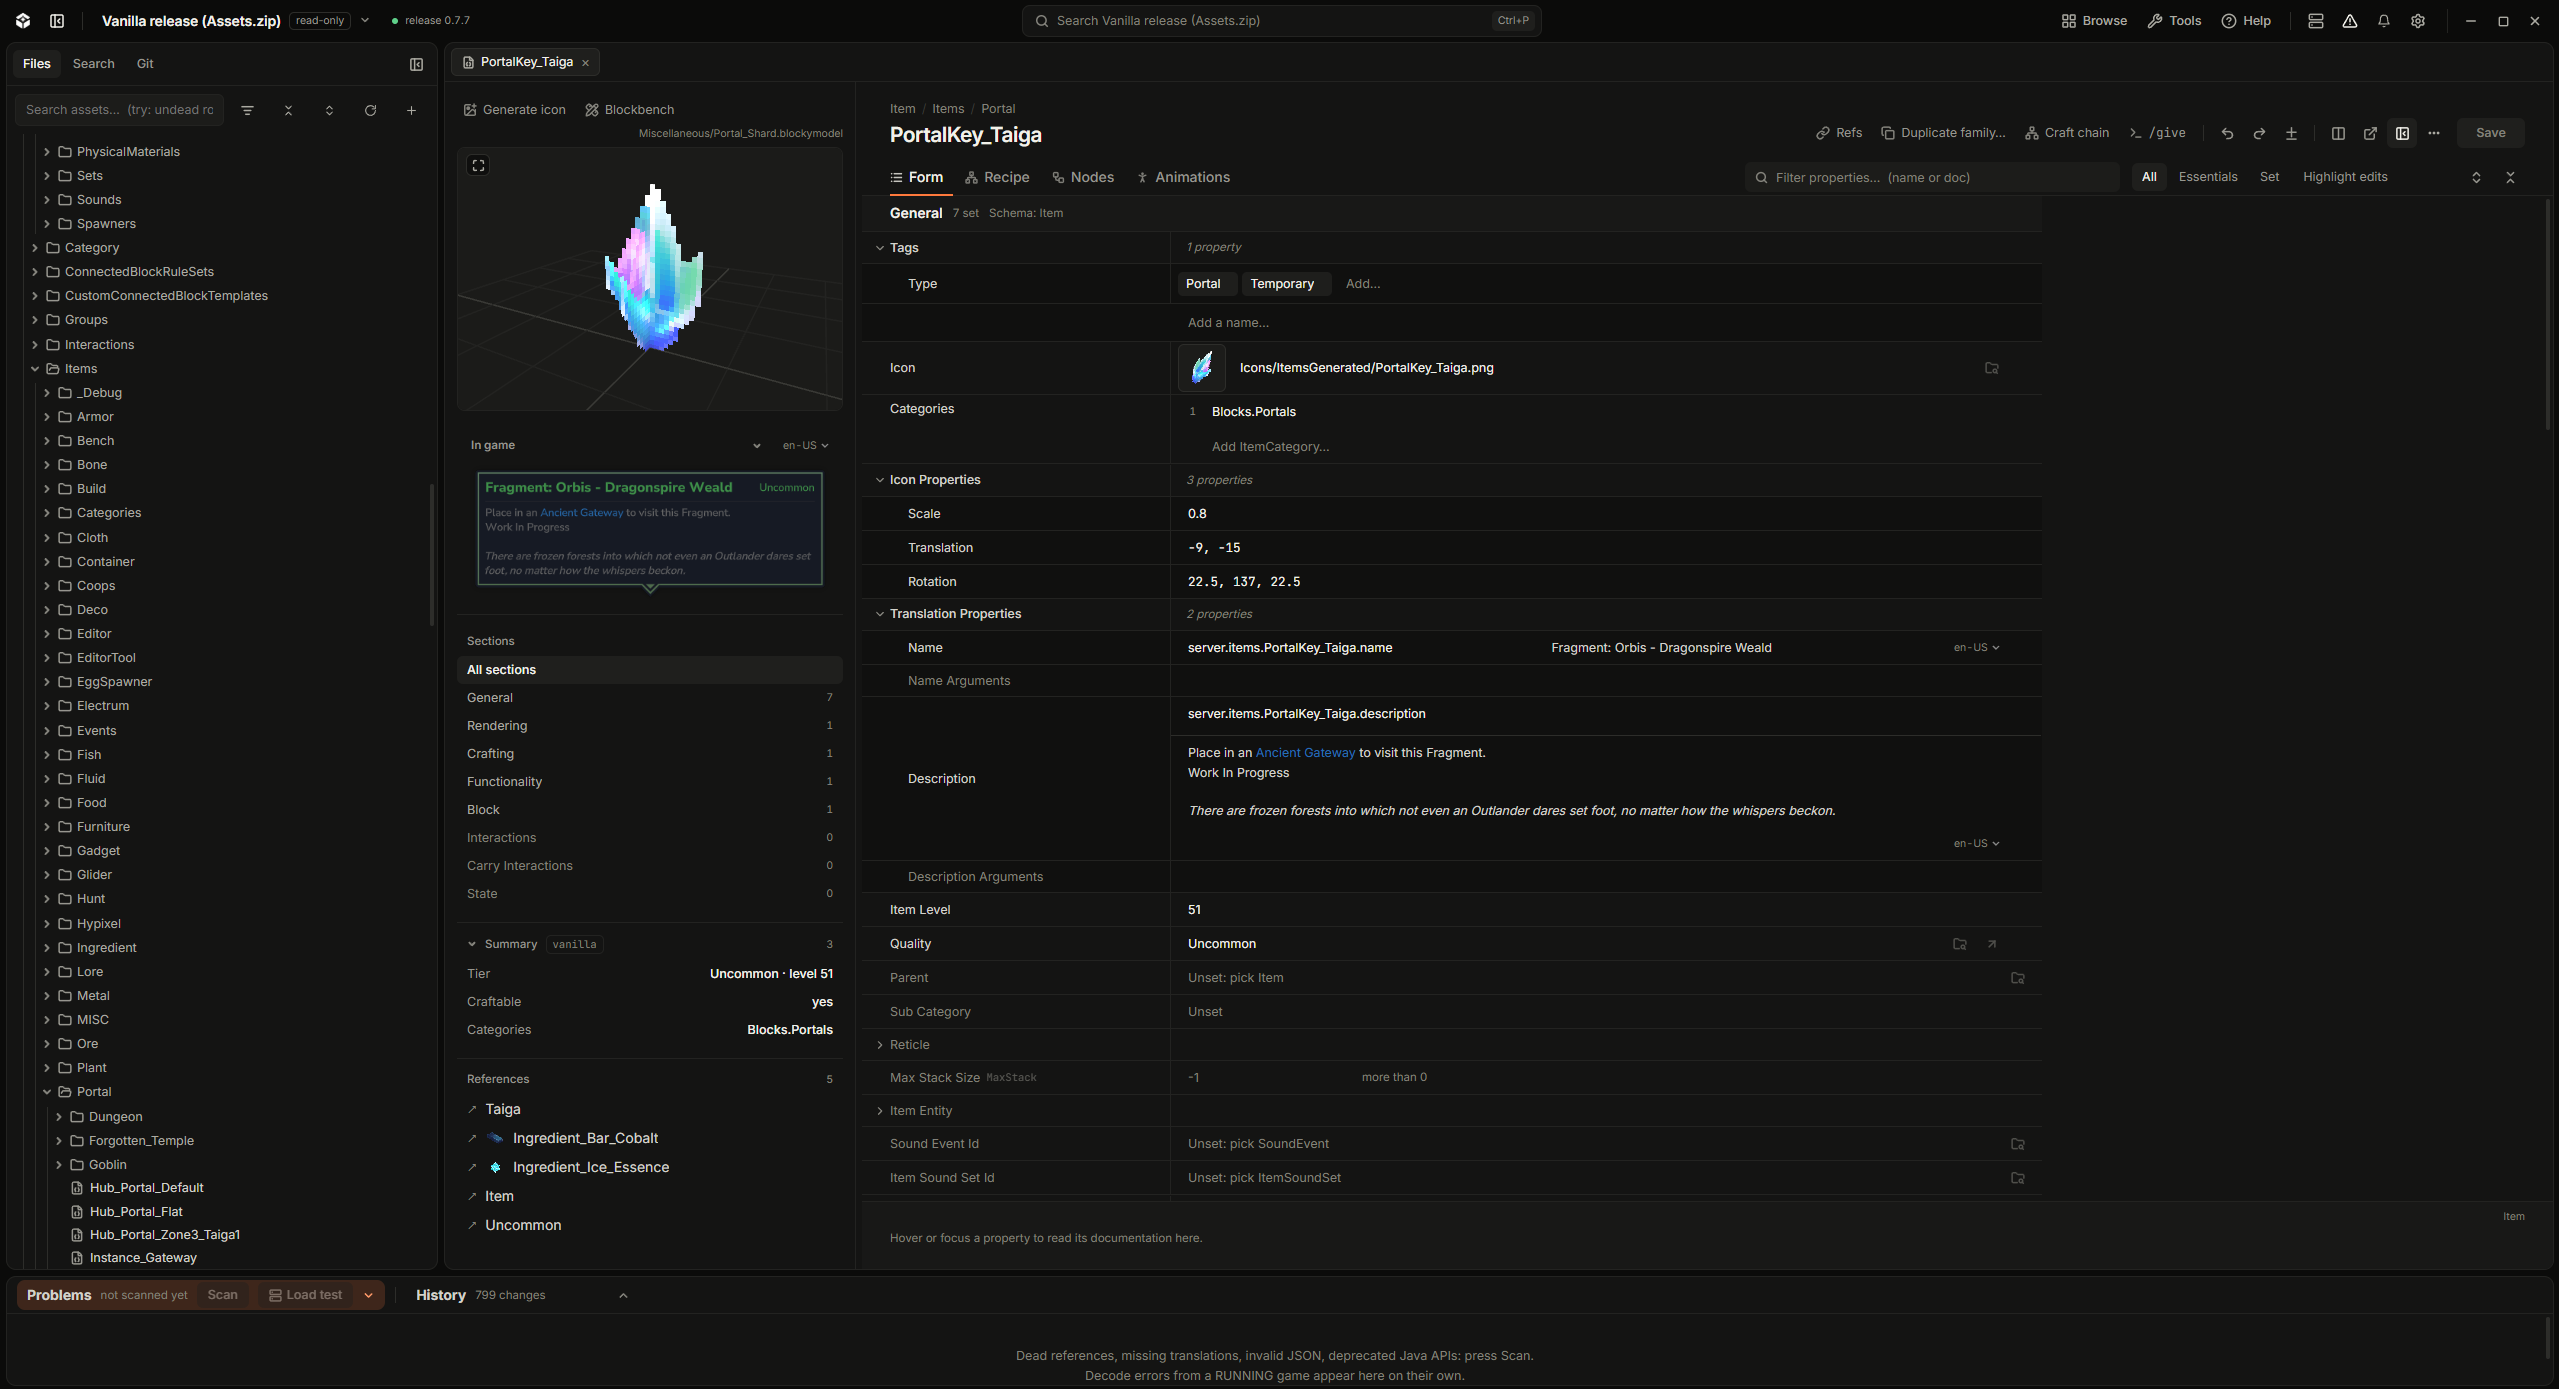 Vanilla release (Assets.zip) read-only release 0.7.7
Search Vanilla release (Assets.zip) Ctrl+P
Browse Tools Help
Files Search Git
Search assets... (try: undead ro
PhysicalMaterials
Sets
Sounds
Spawners
Category
ConnectedBlockRuleSets
CustomConnectedBlockTemplates
Groups
Interactions
Items
_Debug
Armor
Bench
Bone
Build
Categories
Cloth
Container
Coops
Deco
Editor
EditorTool
EggSpawner
Electrum
Events
Fish
Fluid
Food
Furniture
Gadget
Glider
Hunt
Hypixel
Ingredient
Lore
Metal
MISC
Ore
Plant
Portal
Dungeon
Forgotten_Temple
Goblin
Hub_Portal_Default
Hub_Portal_Flat
Hub_Portal_Zone3_Taiga1
Instance_Gateway
PortalKey_Taiga
Generate icon Blockbench
Miscellaneous/Portal_Shard.blockymodel
In game en-US
Fragment: Orbis - Dragonspire Weald Uncommon
Place in an Ancient Gateway to visit this Fragment.
Work In Progress
There are frozen forests into which not even an Outlander dares set
foot, no matter how the whispers beckon.
Sections
All sections
General 7
Rendering 1
Crafting 1
Functionality 1
Block 1
Interactions 0
Carry Interactions 0
State 0
Summary vanilla 3
Tier Uncommon · level 51
Craftable yes
Categories Blocks.Portals
References 5
Taiga
Ingredient_Bar_Cobalt
Ingredient_Ice_Essence
Item
Uncommon
Item / Items / Portal
PortalKey_Taiga
Refs Duplicate family... Craft chain /give Save
Form Recipe Nodes Animations
Filter properties... (name or doc) All Essentials Set Highlight edits
General 7 set Schema: Item
Tags 1 property
Type Portal Temporary Add...
Add a name...
Icon Icons/ItemsGenerated/PortalKey_Taiga.png
Categories 1 Blocks.Portals
Add ItemCategory...
Icon Properties 3 properties
Scale 0.8
Translation -9, -15
Rotation 22.5, 137, 22.5
Translation Properties 2 properties
Name server.items.PortalKey_Taiga.name Fragment: Orbis - Dragonspire Weald en-US
Name Arguments
server.items.PortalKey_Taiga.description
Description
Place in an Ancient Gateway to visit this Fragment.
Work In Progress
There are frozen forests into which not even an Outlander dares set foot, no matter how the whispers beckon.
en-US
Description Arguments
Item Level 51
Quality Uncommon
Parent Unset: pick Item
Sub Category Unset
Reticle
Max Stack Size MaxStack -1 more than 0
Item Entity
Sound Event Id Unset: pick SoundEvent
Item Sound Set Id Unset: pick ItemSoundSet
Item
Hover or focus a property to read its documentation here.
Problems not scanned yet Scan Load test History 799 changes
Dead references, missing translations, invalid JSON, deprecated Java APIs: press Scan.
Decode errors from a RUNNING game appear here on their own.